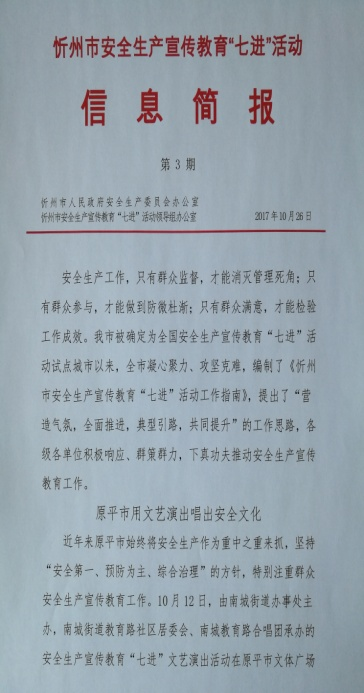 忻州市安全生产宣传教育“七进”活动
信息简报
第3期
忻州市人民政府安全生产委员会办公室
忻州市安全生产宣传教育“七进”活动领导组办公室 2017年10月26日
安全生产工作，只有群众监督，才能消灭管理死角；只
有群众参与，才能做到防微杜渐；只有群众满意，才能检验
工作成效。我市被确定为全国安全生产宣传教育“七进”活
动试点城市以来，全市凝心聚力、攻坚克难，编制了《忻州
市安全生产宣传教育“七进”活动工作指南》，提出了“营
造气氛，全面推进，典型引路，共同提升”的工作思路，各
级各单位积极响应、群策群力，下真功夫推动安全生产宣传
教育工作。
原平市用文艺演出唱出安全文化
近年来原平市始终将安全生产作为重中之重来抓，坚持
“安全第一、预防为主、综合治理”的方针，特别注重群众
安全生产宣传教育工作。10月12日，由南城街道办事处主
办，南城街道教育路社区居委会、南城教育路合唱团承办的
安全生产宣传教育“七进”文艺演出活动在原平市文体广场